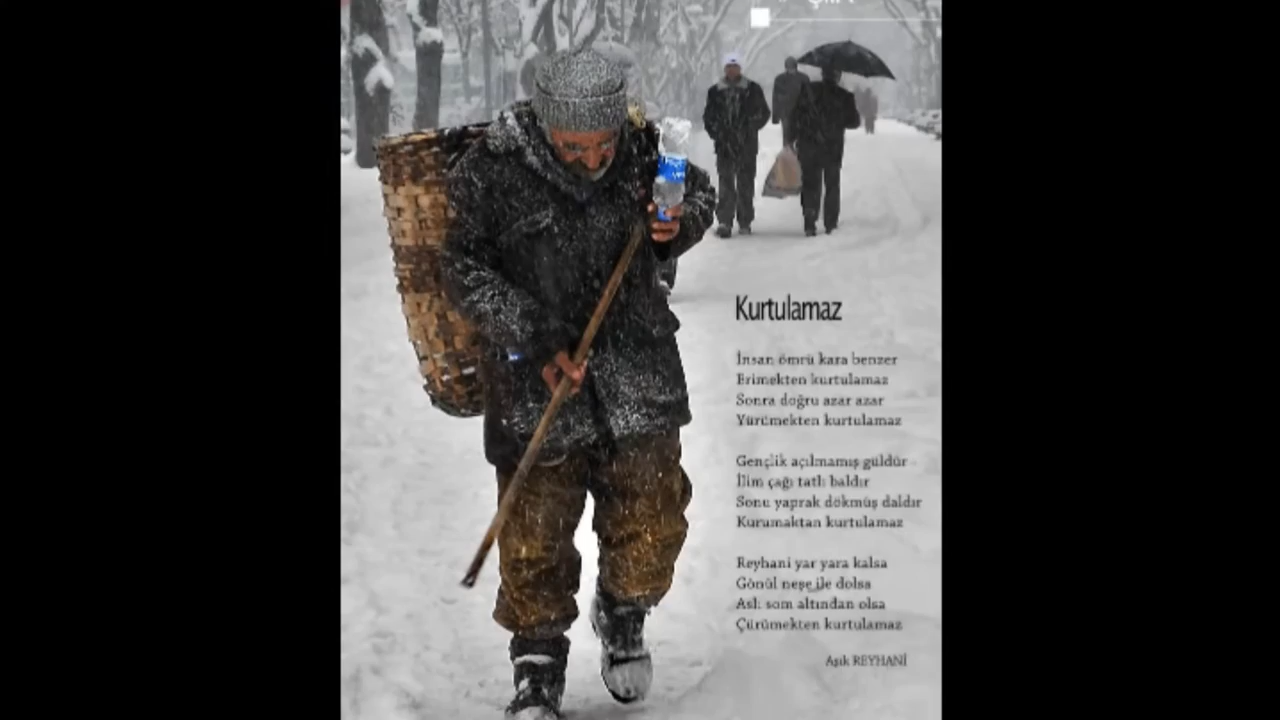 Kurtulamaz
İnsan ömrü kara benzer
Erimekten kurtulamaz
Sonra doğru azar azar
Yürümekten kurtulamaz
Gençlik açılmamış güldür
İlim çağı tatlı baldır
Sonu yaprak dökmüş daldır
Kurumaktan kurtulamaz
Reyhani yar yara kalsa
Gönül neşe ile dolsa
Aslı som altından olsa
Çürümekten kurtulamaz
Aşık REYHANİ